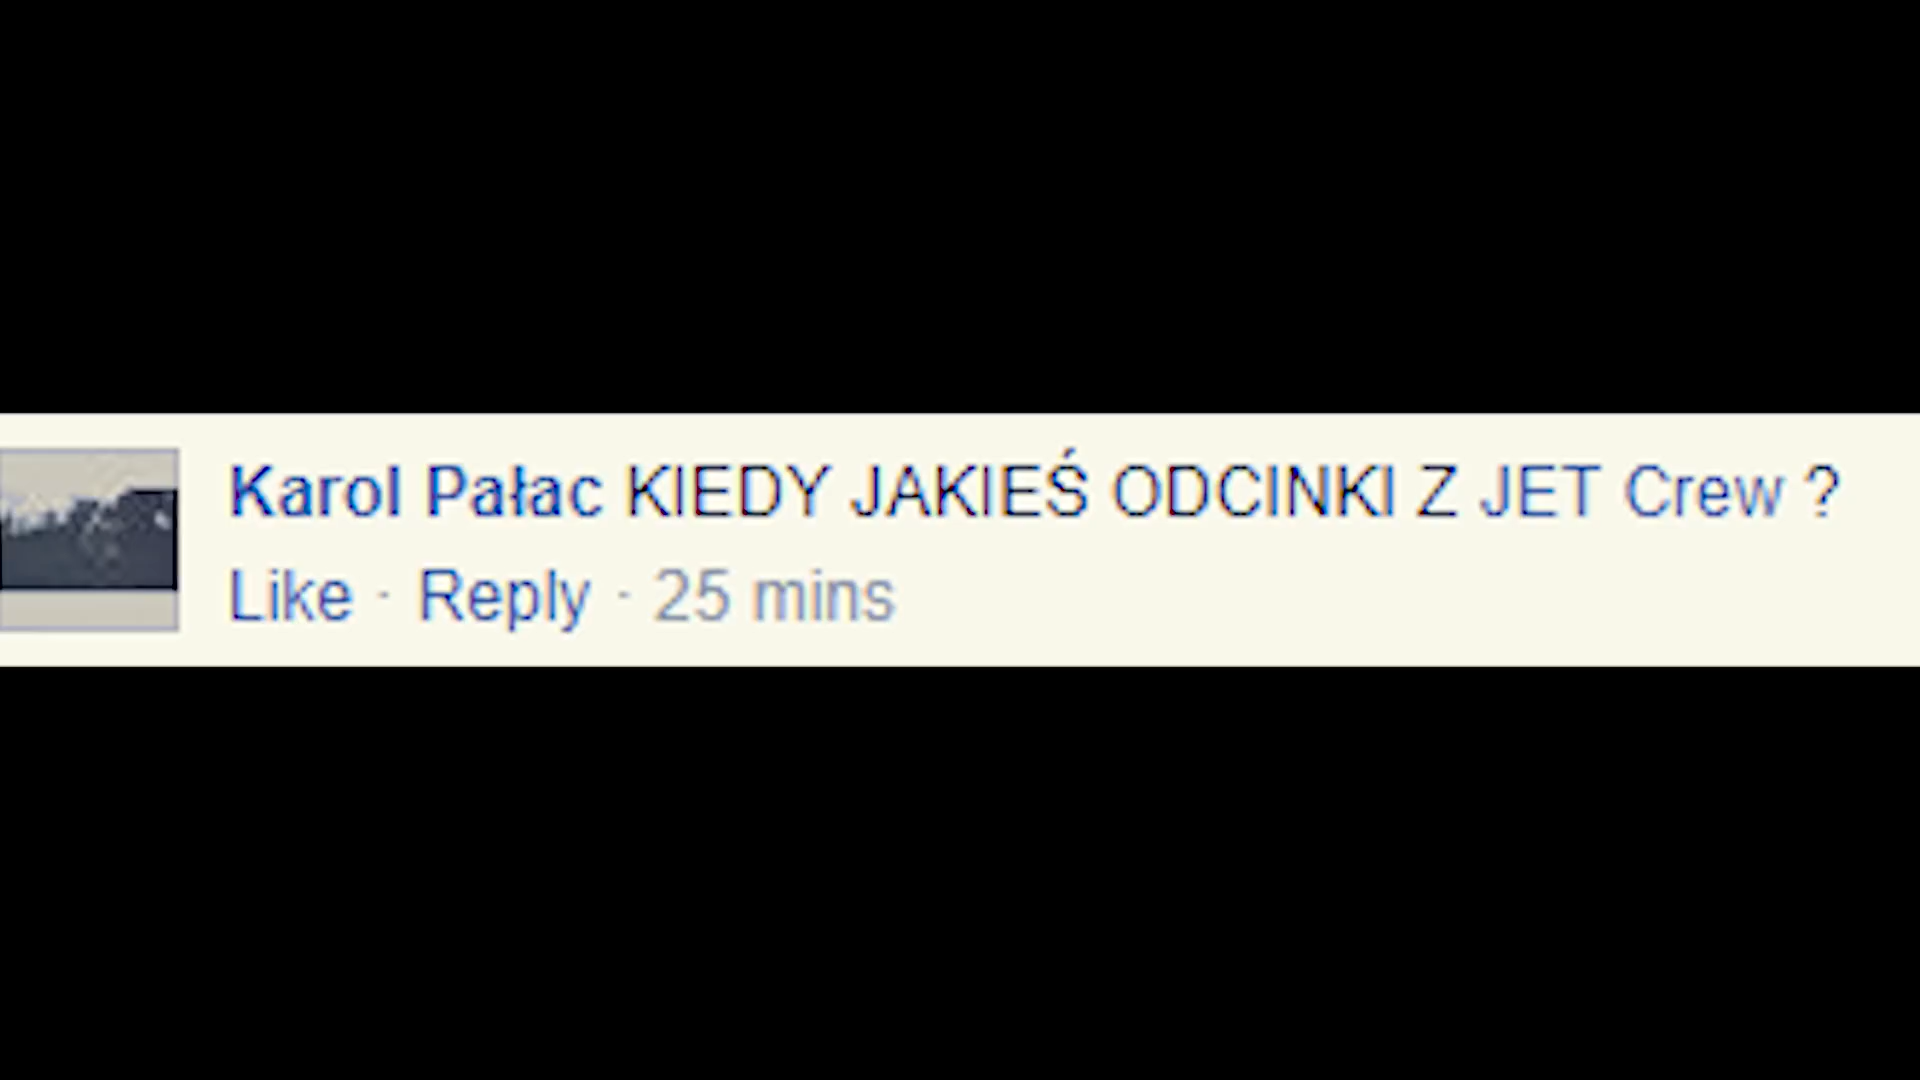 Karol Pałac KIEDY JAKIEŚ ODCINKI Z JET Crew ?
Like · Reply · 25 mins